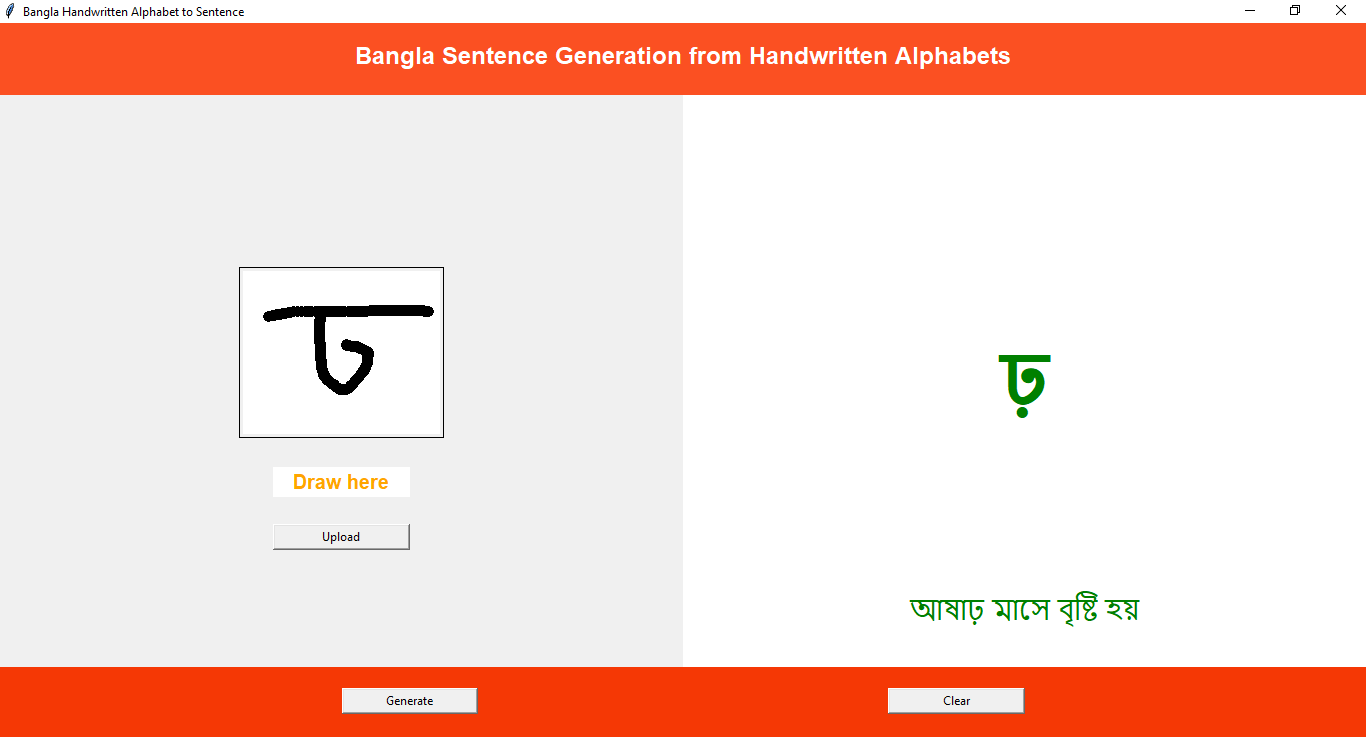 Bangla Handwritten Alphabet to Sentence
Bangla Sentence Generation from Handwritten Alphabets
ঢ
Draw here
Upload
ঢ়
আষাঢ় মাসে বৃষ্টি হয়
Generate
Clear